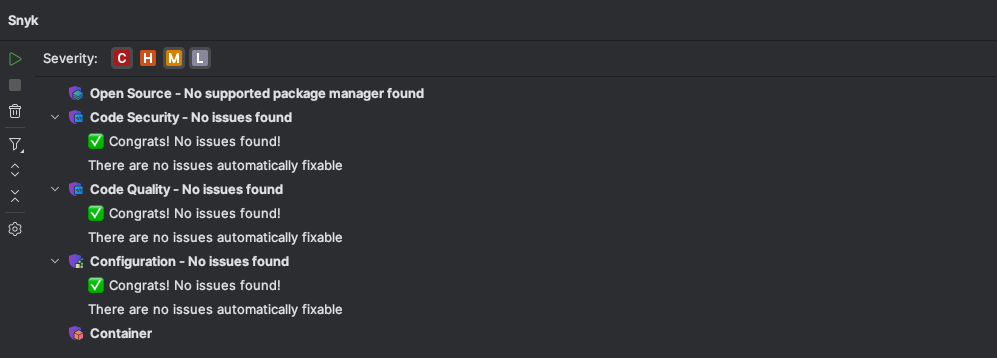 Snyk
Severity: C H M L
Open Source - No supported package manager found
Code Security - No issues found
Congrats! No issues found!
There are no issues automatically fixable
Code Quality - No issues found
Congrats! No issues found!
There are no issues automatically fixable
Configuration - No issues found
Congrats! No issues found!
There are no issues automatically fixable
Container